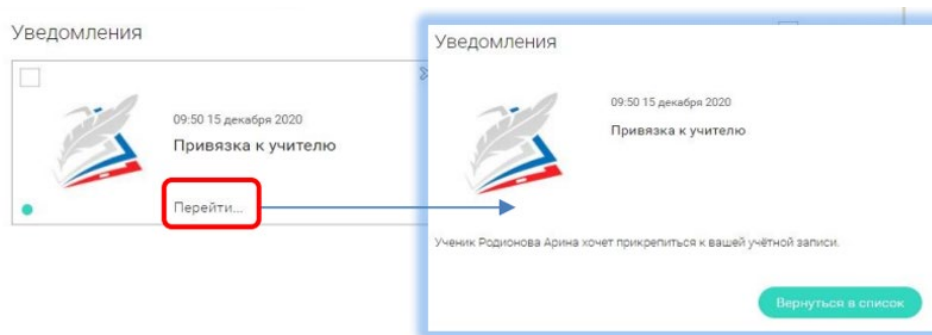 Уведомления
09:50 15 декабря 2020
Привязка к учителю
Перейти...
Уведомления
09:50 15 декабря 2020
Привязка к учителю
Ученик Родионова Арина хочет прикрепиться к вашей учётной записи.
Вернуться в список